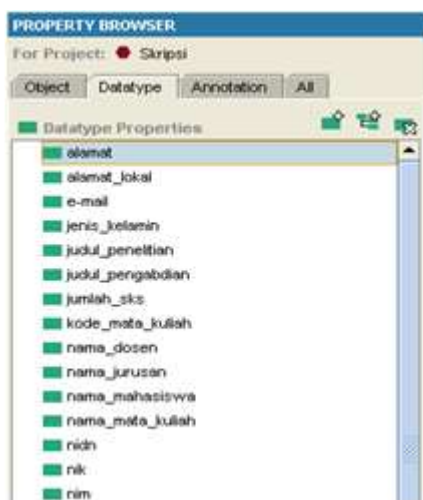 PROPERTY BROWSER
For Project: Skripsi
Object Datatype Annotation All
Datatype Properties
alamat
alamat_lokal
e-mail
jenis_kelamin
judul_penelitian
judul_pengabdian
jumlah_sks
kode_mata_kuliah
nama_dosen
nama_jurusan
nama_mahasiswa
nama_mata_kuliah
nidn
nik
nim